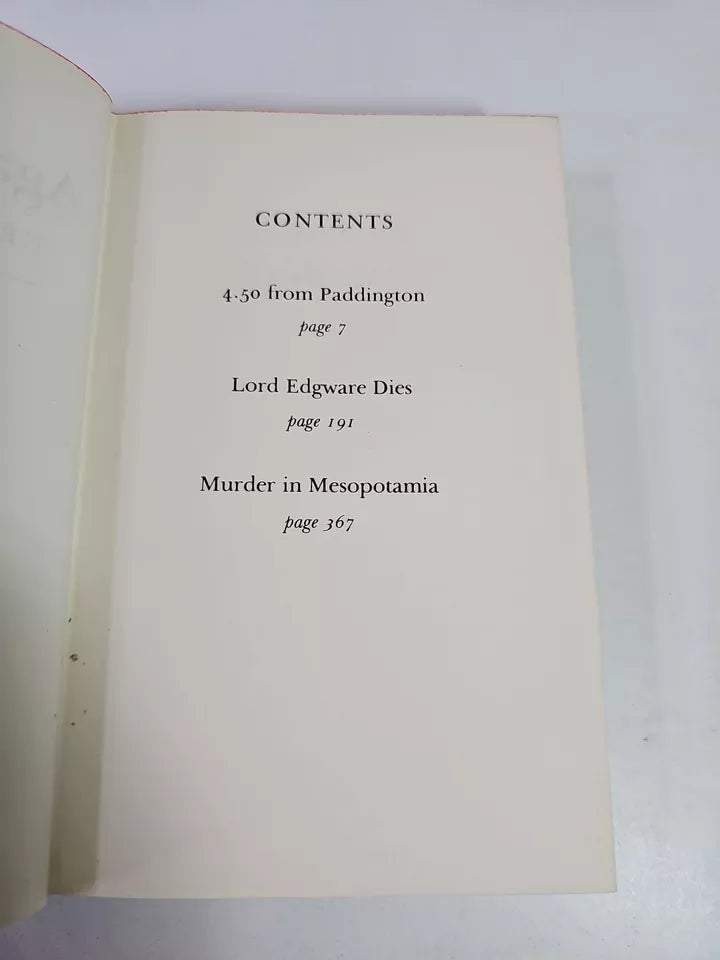 CONTENTS
4.50 from Paddington
page 7
Lord Edgware Dies
page 191
Murder in Mesopotamia
page 367